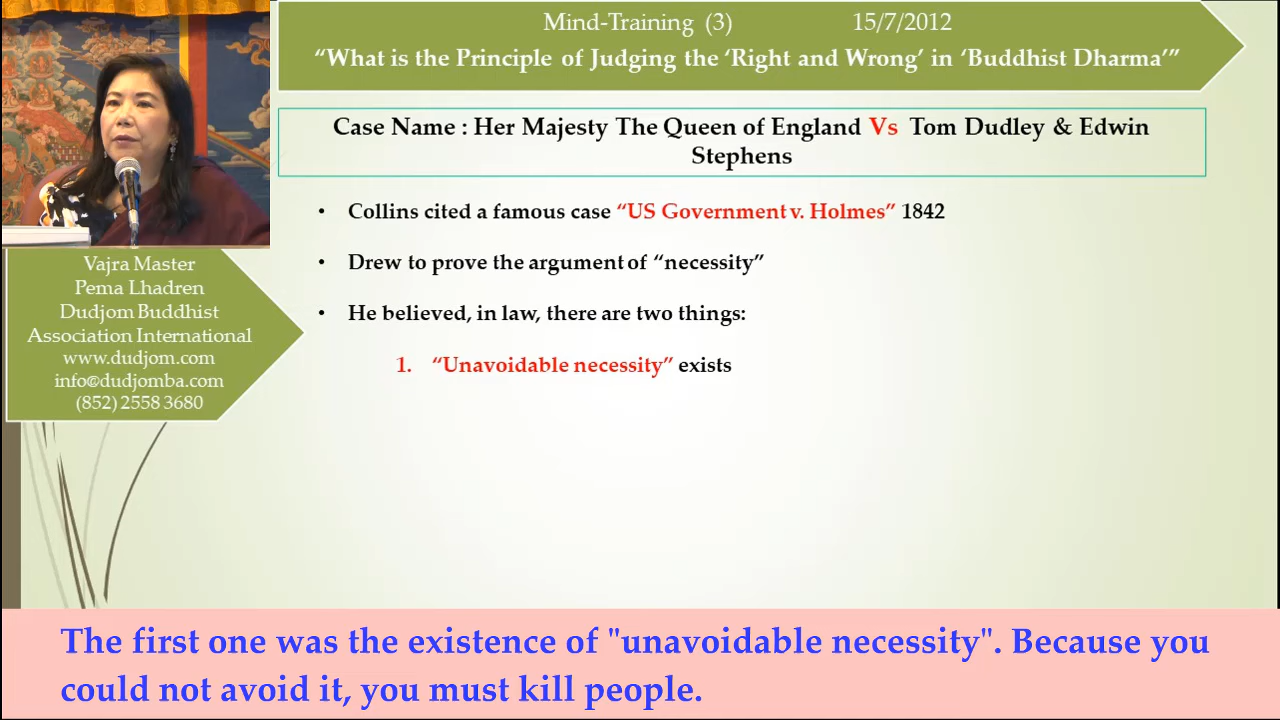 Mind-Training (3) 15/7/2012
“What is the Principle of Judging the ‘Right and Wrong’ in ‘Buddhist Dharma’”
Case Name : Her Majesty The Queen of England Vs Tom Dudley & Edwin
Stephens
• Collins cited a famous case “US Government v. Holmes” 1842
• Drew to prove the argument of “necessity”
• He believed, in law, there are two things:
1. “Unavoidable necessity” exists
Vajra Master
Pema Lhadren
Dudjom Buddhist
Association International
www.dudjom.com
info@dudjomba.com
(852) 2558 3680
The first one was the existence of "unavoidable necessity". Because you
could not avoid it, you must kill people.